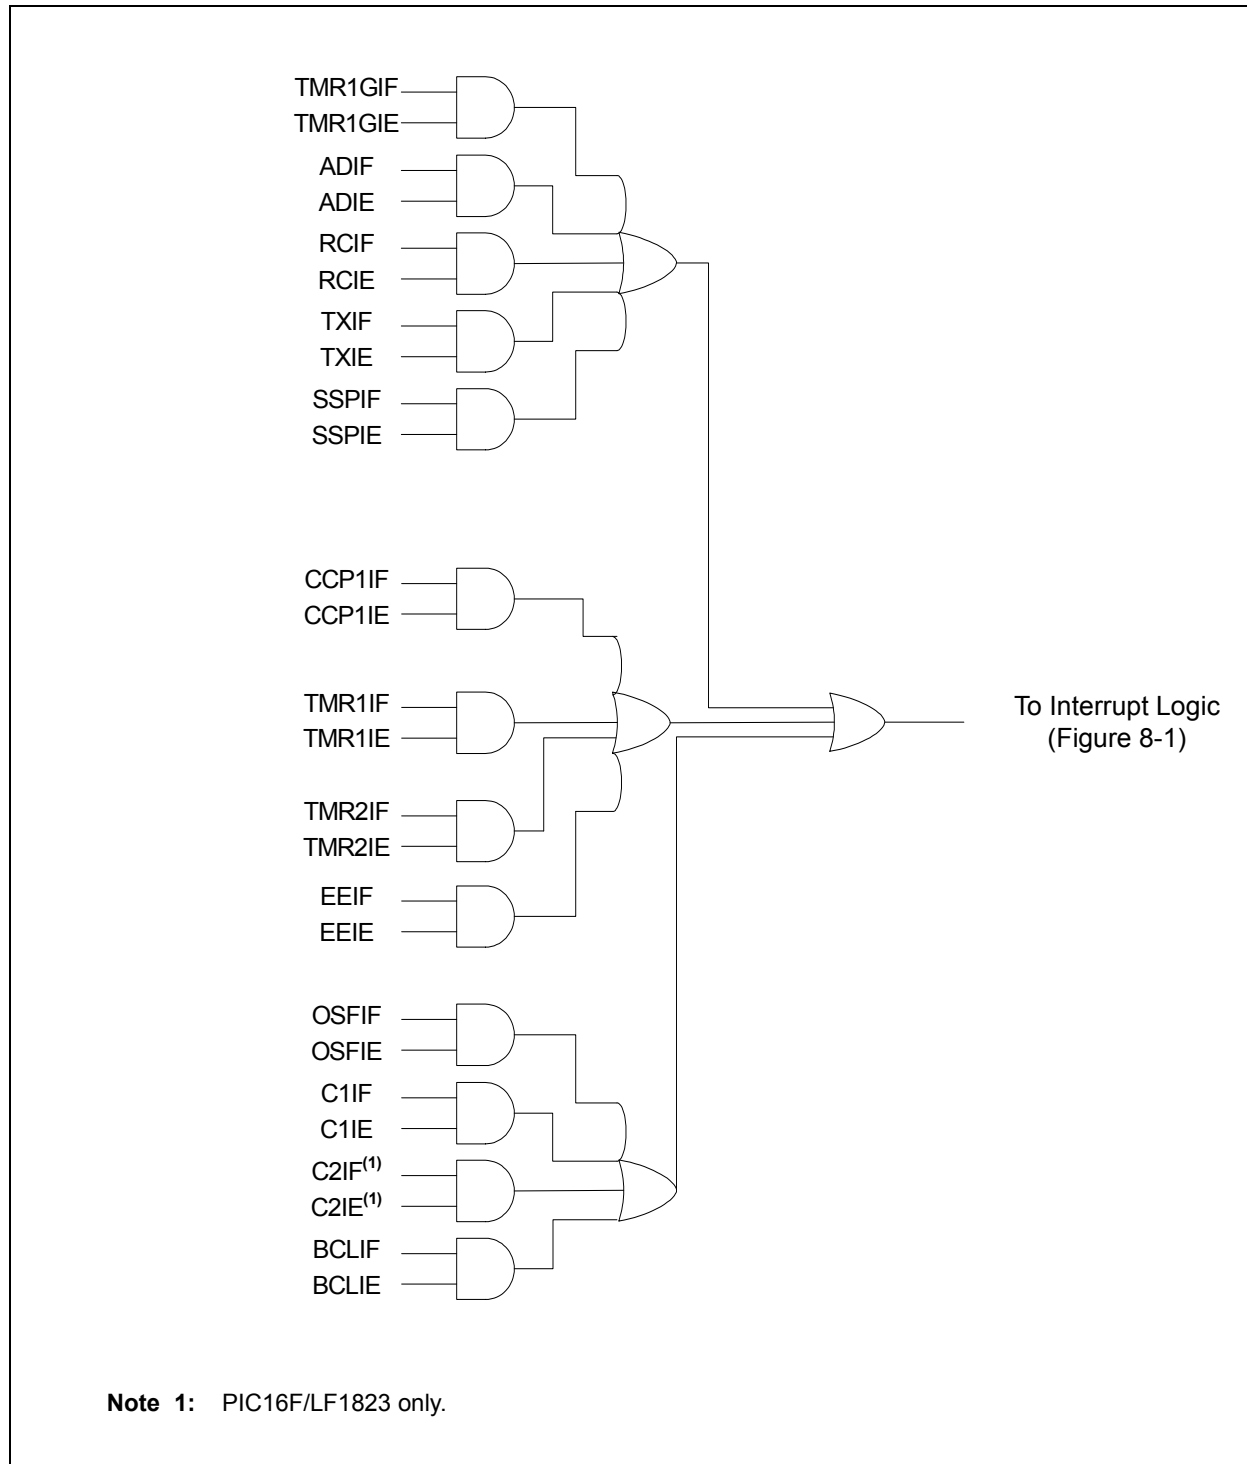 TMR1GIF
TMR1GIE
ADIF
ADIE
RCIF
RCIE
TXIF
TXIE
SSPIF
SSPIE
CCP1IF
CCP1IE
TMR1IF
TMR1IE
To Interrupt Logic
(Figure 8-1)
TMR2IF
TMR2IE
EEIF
EEIE
OSFIF
OSFIE
C1IF
C1IE
C2IF(1)
C2IE(1)
BCLIF
BCLIE
Note 1: PIC16F/LF1823 only.